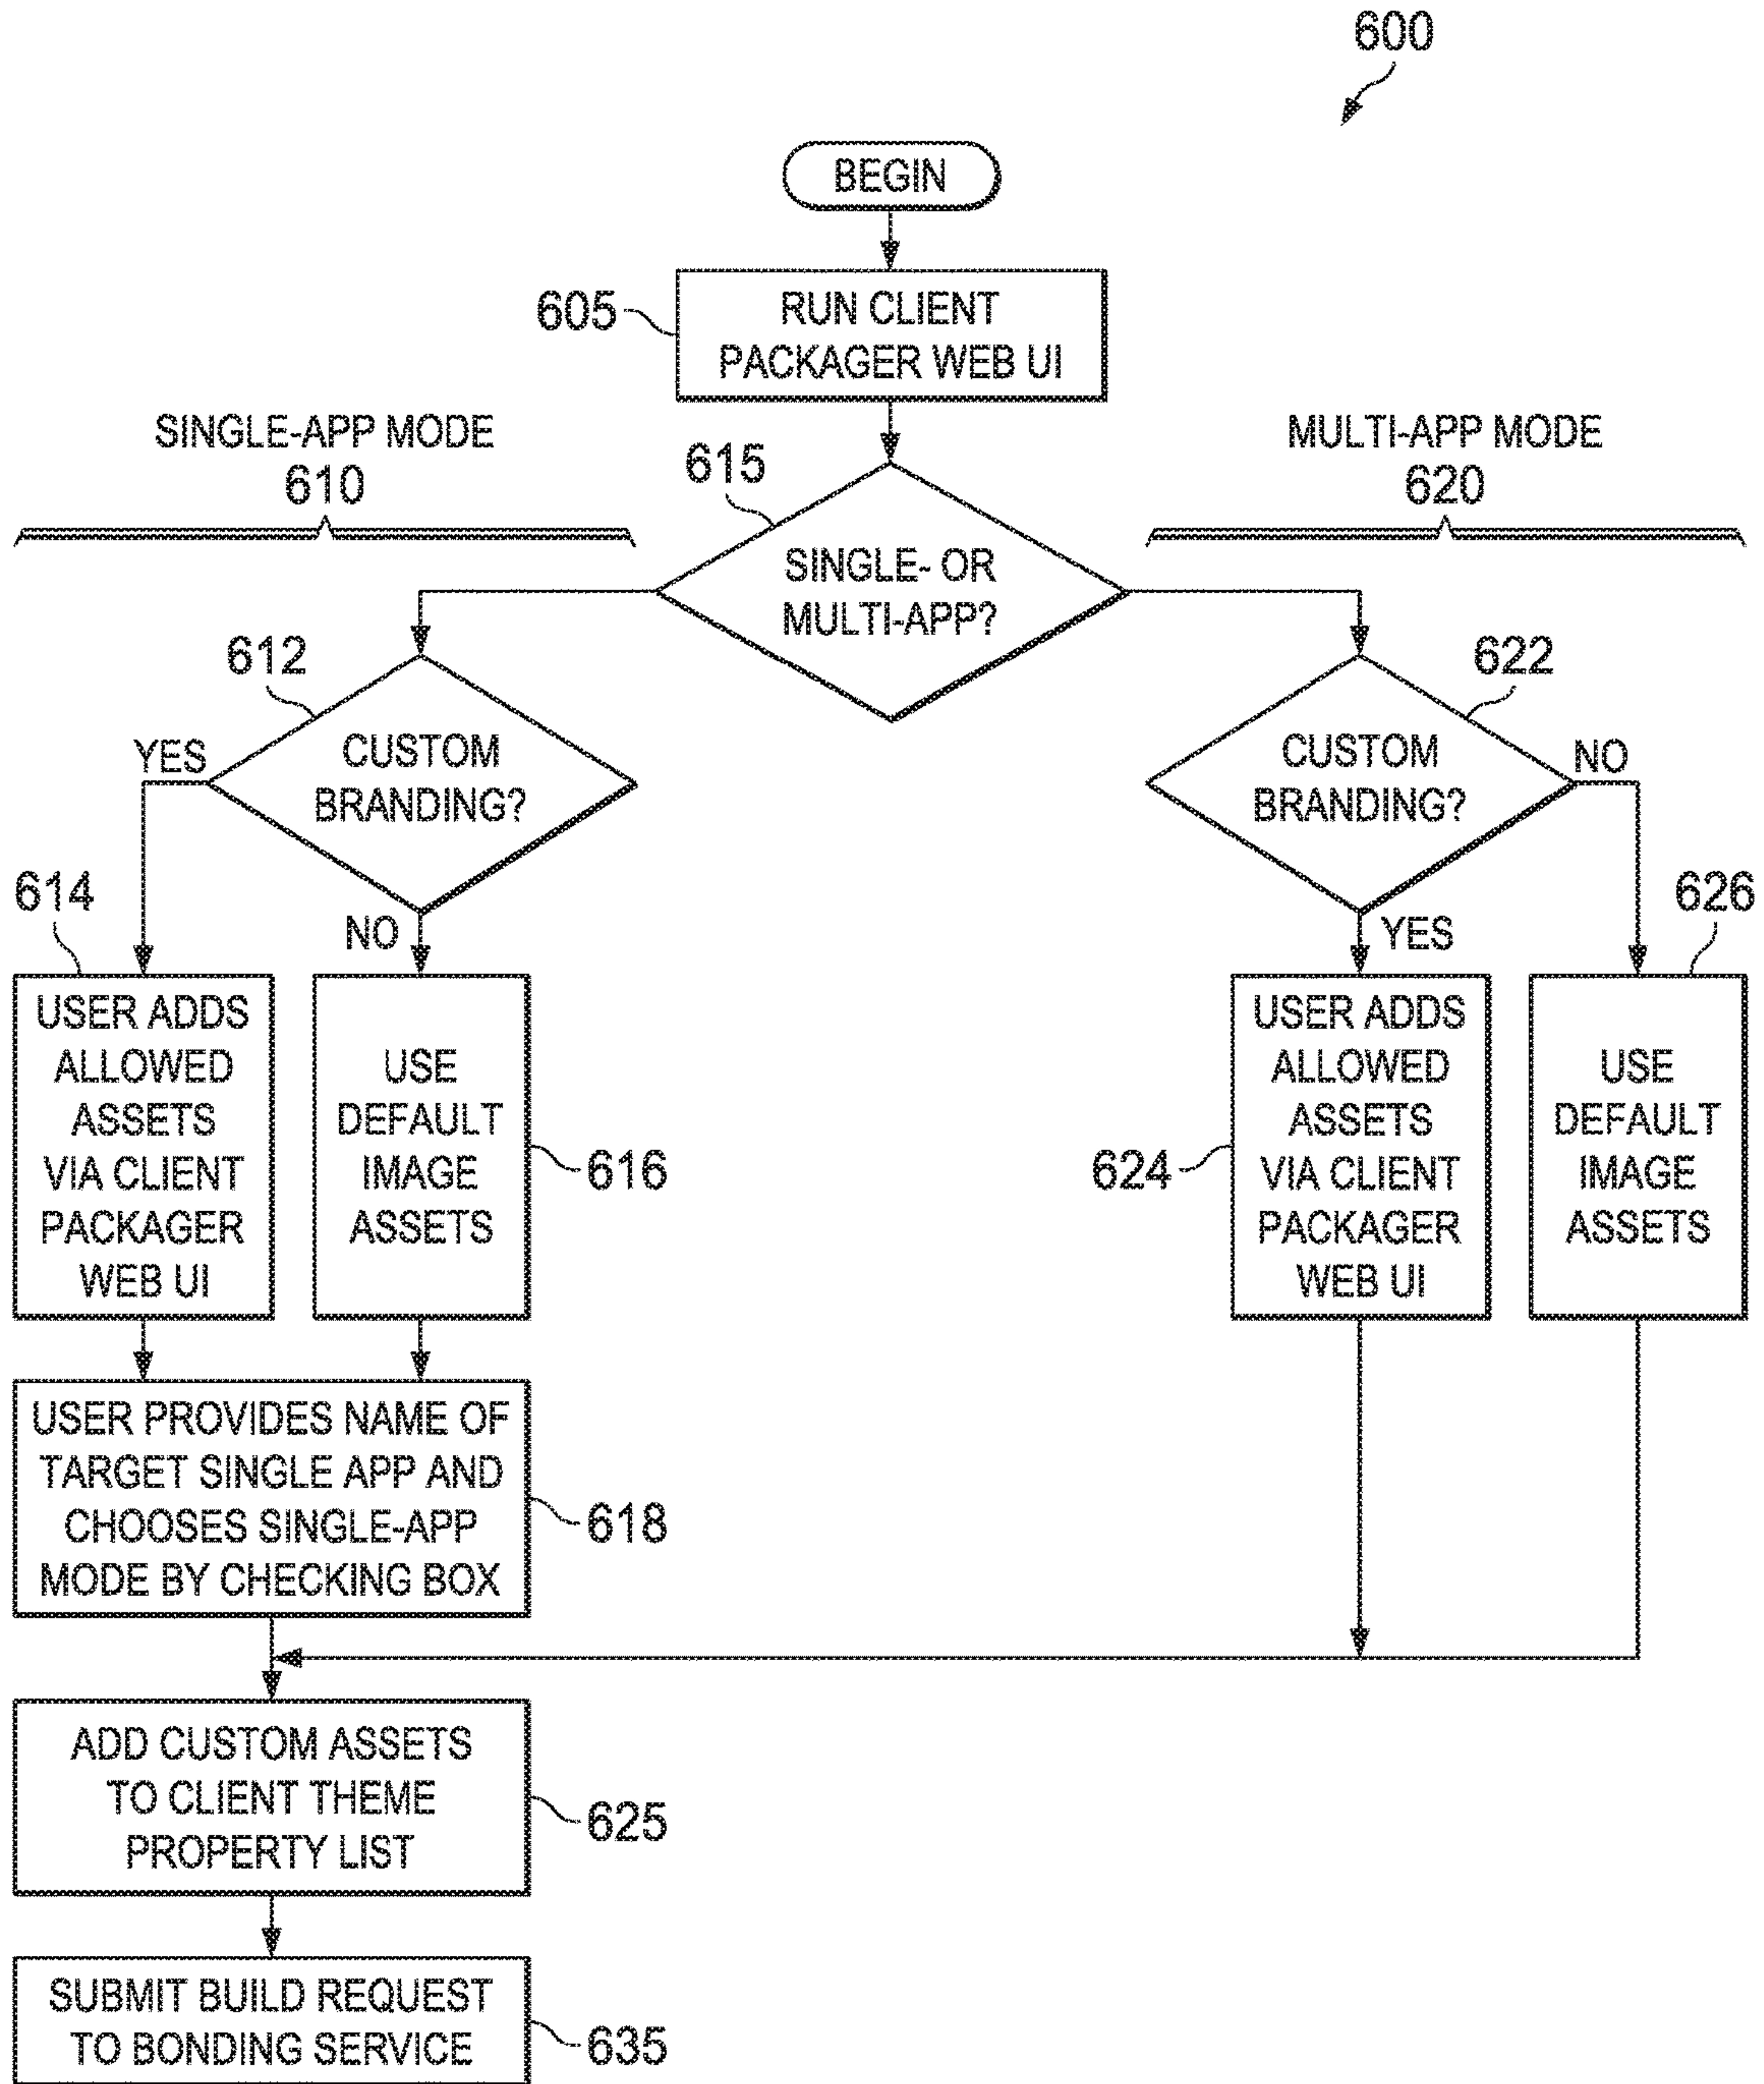 600
BEGIN
605
RUN CLIENT
PACKAGER WEB UI
SINGLE-APP MODE
610
615
MULTI-APP MODE
620
SINGLE- OR
MULTI-APP?
612
YES
CUSTOM
BRANDING?
NO
622
CUSTOM
BRANDING?
NO
YES
614
USER ADDS
ALLOWED
ASSETS
VIA CLIENT
PACKAGER
WEB UI
USE
DEFAULT
IMAGE
ASSETS
616
624
USER ADDS
ALLOWED
ASSETS
VIA CLIENT
PACKAGER
WEB UI
626
USE
DEFAULT
IMAGE
ASSETS
USER PROVIDES NAME OF
TARGET SINGLE APP AND
CHOOSES SINGLE-APP
MODE BY CHECKING BOX
618
ADD CUSTOM ASSETS
TO CLIENT THEME
PROPERTY LIST
625
SUBMIT BUILD REQUEST
TO BONDING SERVICE
635